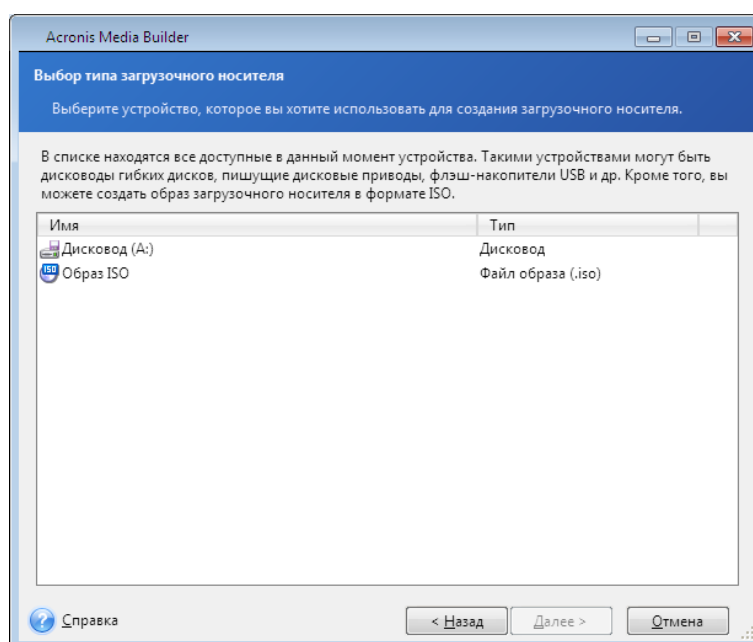 Acronis Media Builder
Выбор типа загрузочного носителя
Выберите устройство, которое вы хотите использовать для создания загрузочного носителя.
В списке находятся все доступные в данный момент устройства. Такими устройствами могут быть
дисководы гибких дисков, пишущие дисковые приводы, флэш-накопители USB и др. Кроме того, вы
можете создать образ загрузочного носителя в формате ISO.
Имя Тип
Дисковод (A:) Дисковод
ISO Образ ISO Файл образа (.iso)
? Справка < Назад Далее > Отмена